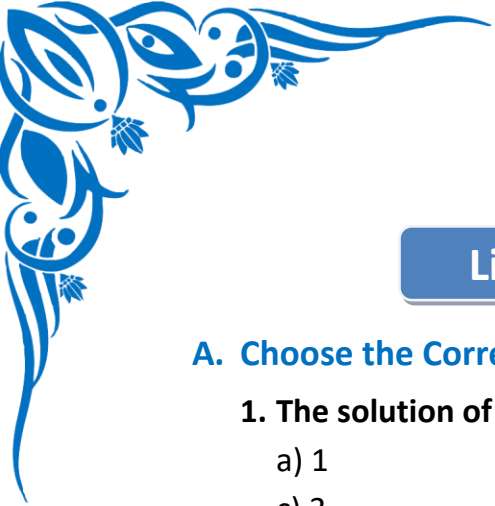 Li
A. Choose the Corre
1. The solution of
a) 1